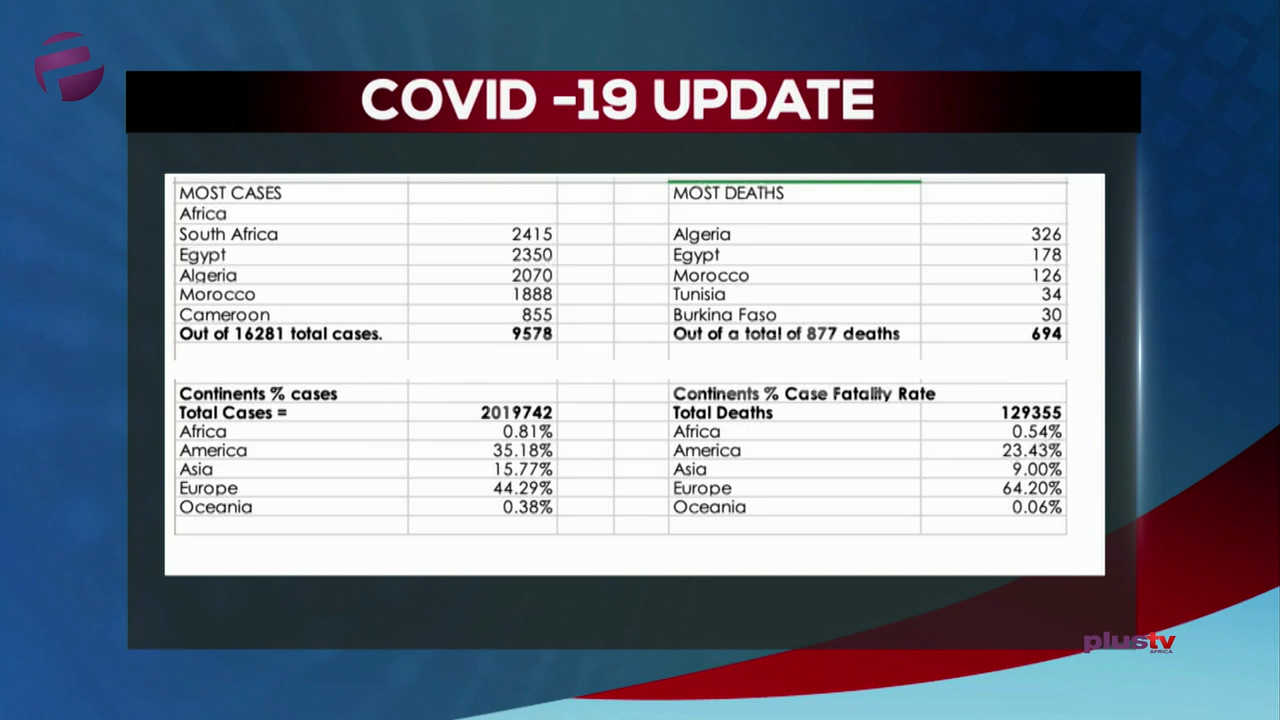 COVID -19 UPDATE
MOST CASES MOST DEATHS
Africa
South Africa 2415 Algeria 326
Egypt 2350 Egypt 178
Algeria 2070 Morocco 126
Morocco 1888 Tunisia 34
Cameroon 855 Burkina Faso 30
Out of 16281 total cases. 9578 Out of a total of 877 deaths 694
Continents % cases Continents % Case Fatality Rate
Total Cases = 2019742 Total Deaths 129355
Africa 0.81% Africa 0.54%
America 35.18% America 23.43%
Asia 15.77% Asia 9.00%
Europe 44.29% Europe 64.20%
Oceania 0.38% Oceania 0.06%
plustv
AFRICA